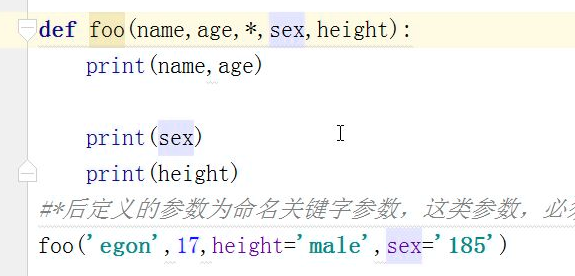 def foo(name,age,*,sex,height):
print(name,age)
print(sex)
print(height)
#*后定义的参数为命名关键字参数，这类参数，必
foo('egon',17,height='male',sex='185')